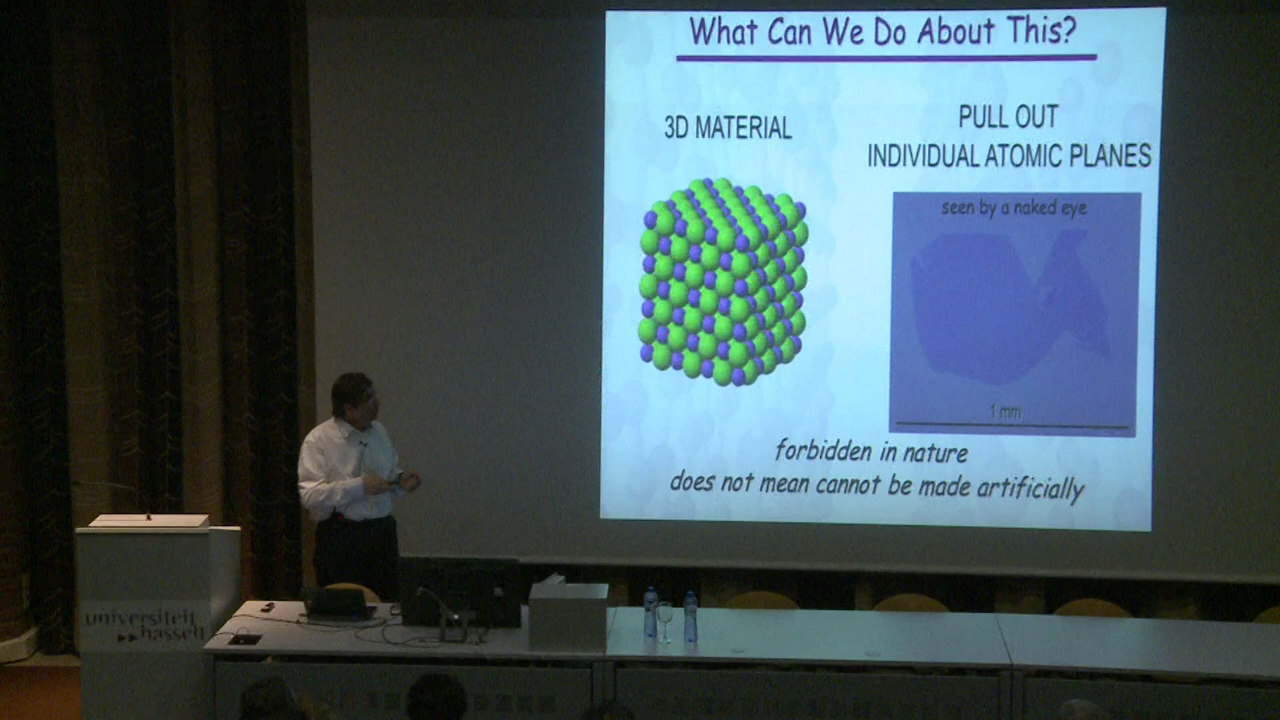 What Can We Do About This?
3D MATERIAL
PULL OUT
INDIVIDUAL ATOMIC PLANES
seen by a naked eye
1 mm
forbidden in nature
does not mean cannot be made artificially
universiteit
hasselt